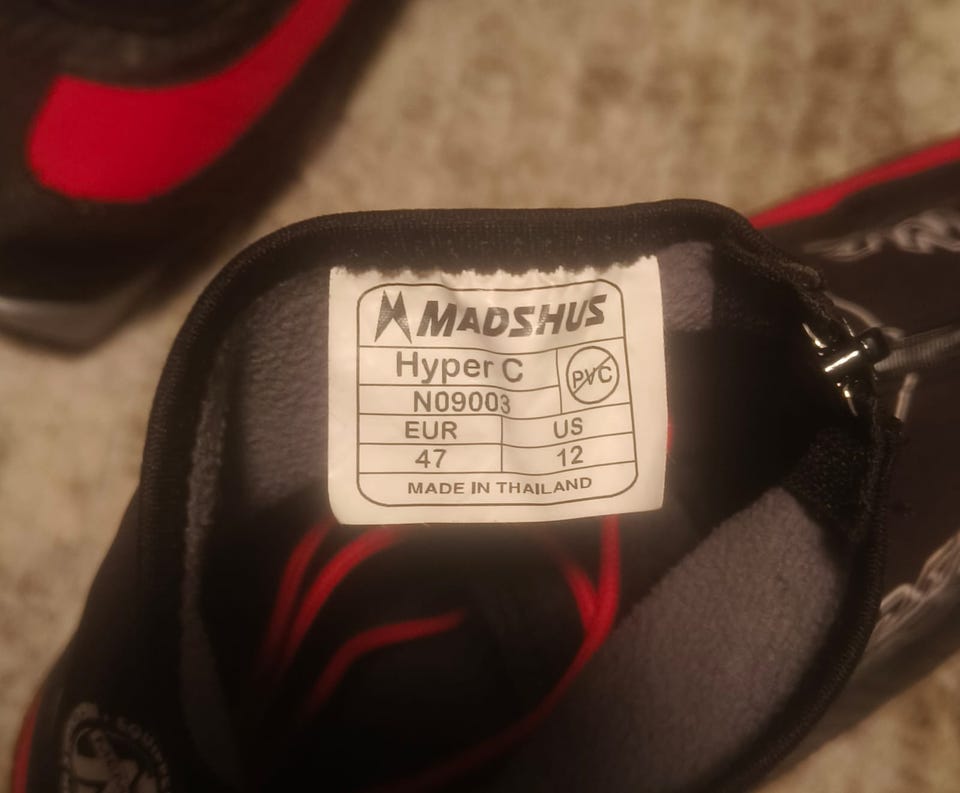 MADSHUS
Hyper C
PVC
N09003
EUR US
47 12
MADE IN THAILAND